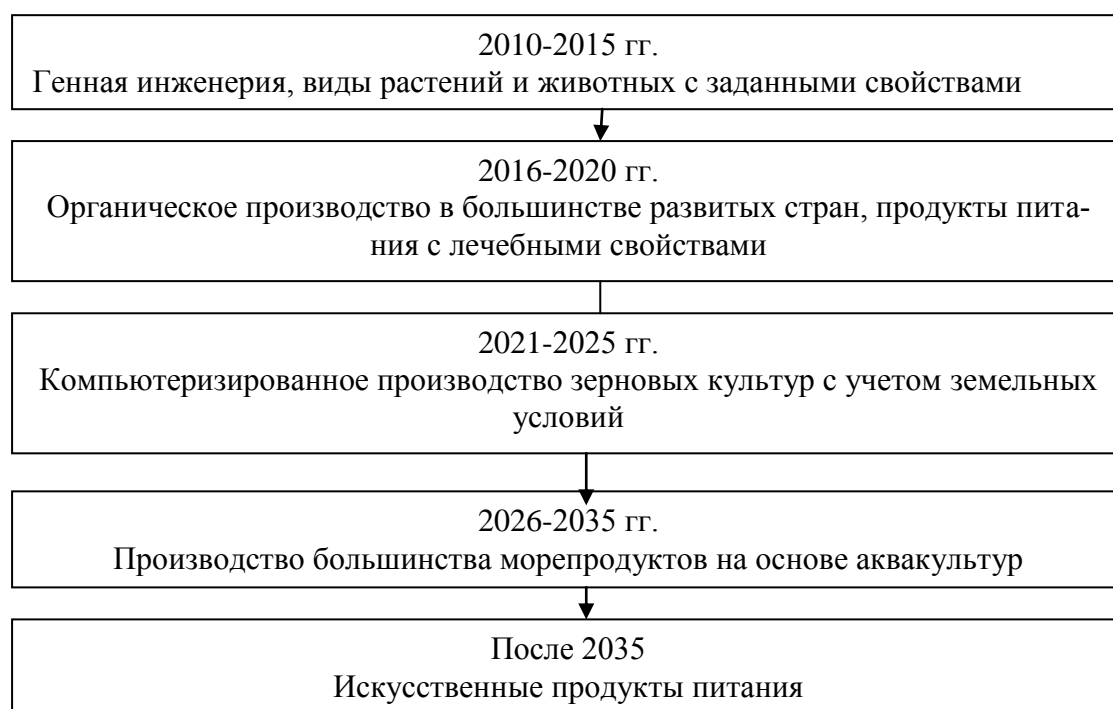 2010-2015 гг.
Генная инженерия, виды растений и животных с заданными свойствами
2016-2020 гг.
Органическое производство в большинстве развитых стран, продукты пита-
ния с лечебными свойствами
2021-2025 гг.
Компьютеризированное производство зерновых культур с учетом земельных
условий
2026-2035 гг.
Производство большинства морепродуктов на основе аквакультур
После 2035
Искусственные продукты питания